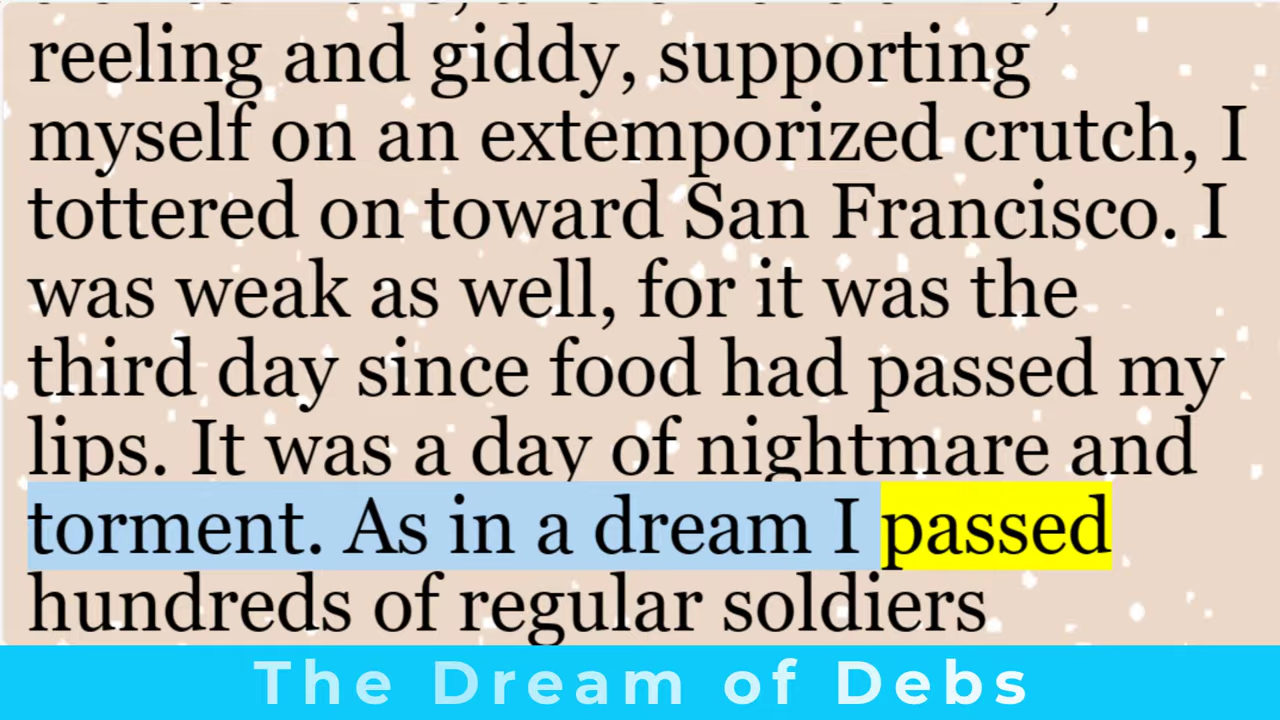 reeling and giddy, supporting
myself on an extemporized crutch, I
tottered on toward San Francisco. I
was weak as well, for it was the
third day since food had passed my
lips. It was a day of nightmare and
torment. As in a dream I passed
hundreds of regular soldiers
The Dream of Debs